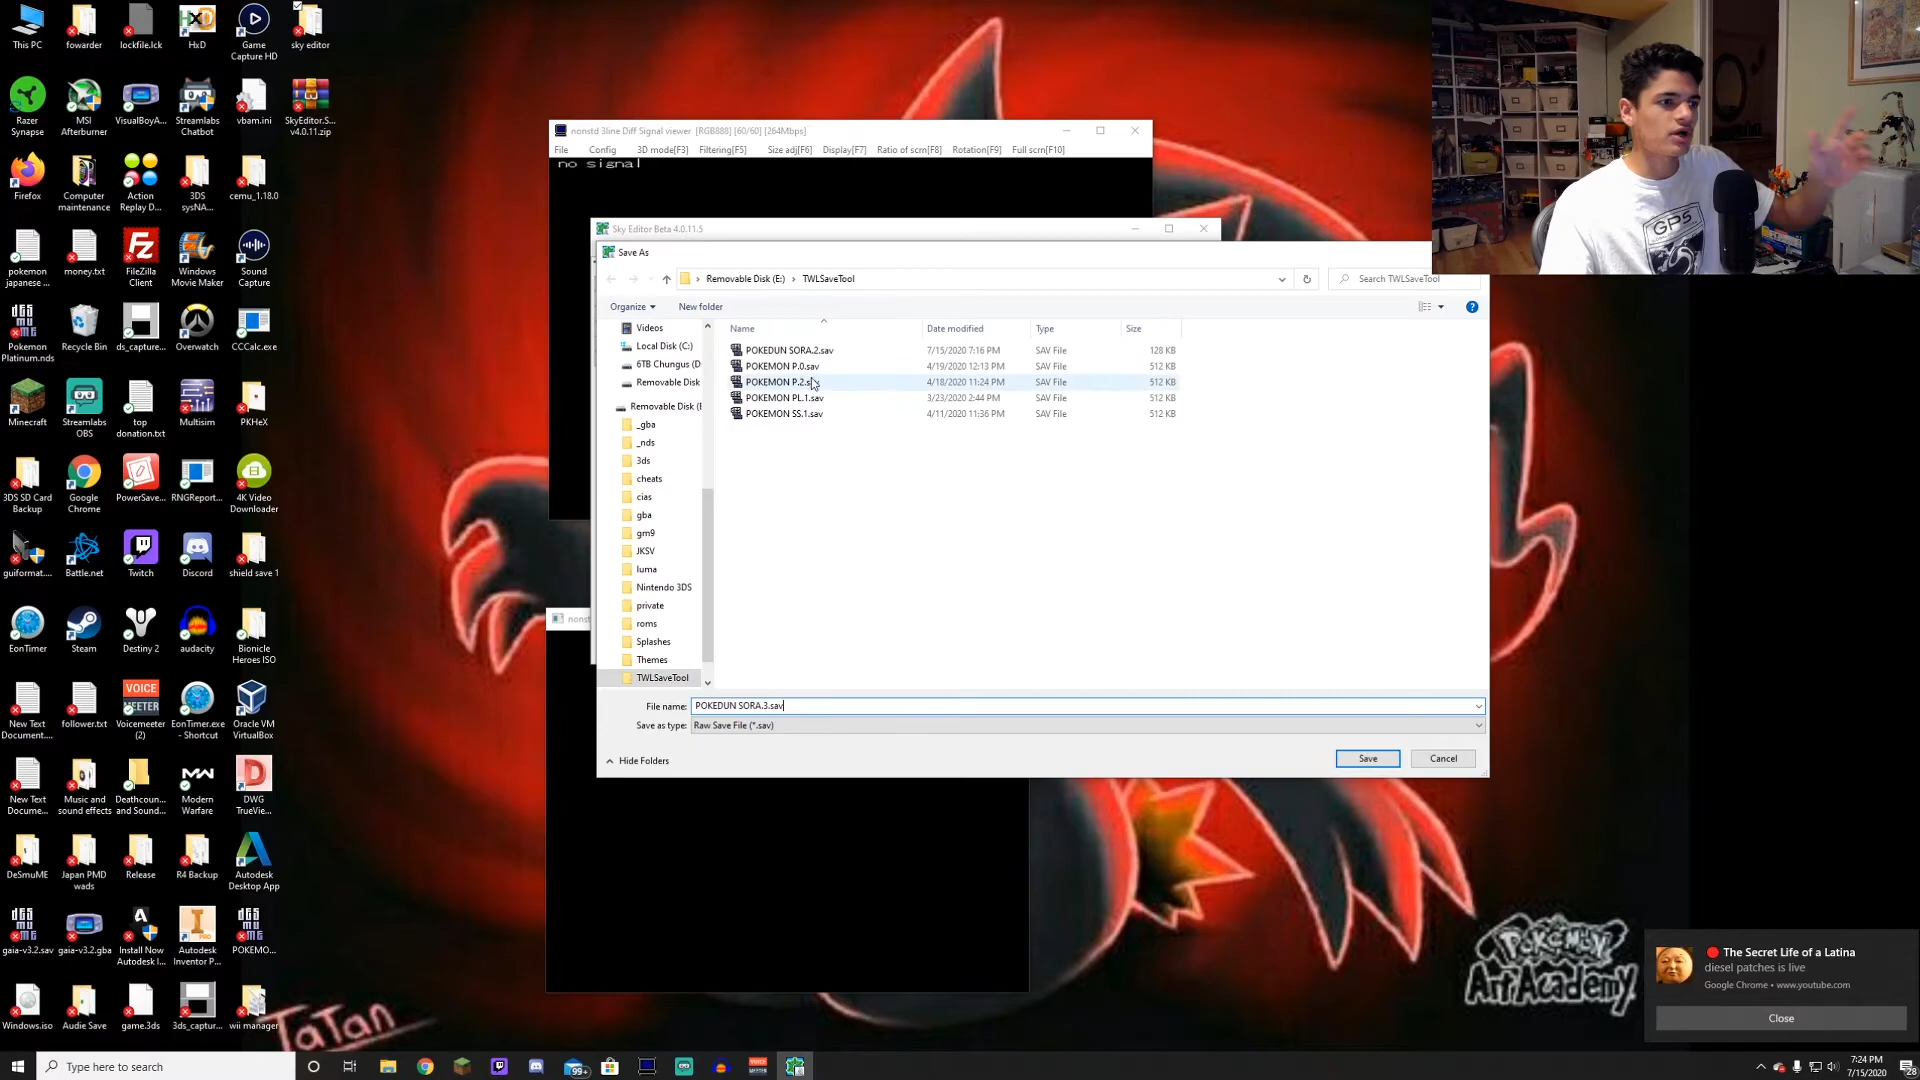 This PC
fowarder
lockfile.lck
HxD
Game Capture HD
sky editor
Razer Synapse
MSI Afterburner
VisualBoyA...
Streamlabs Chatbot
vbam.ini
SkyEditor.S... v4.0.11.zip
Firefox
Computer maintenance
Action Replay D...
3DS sysNA...
cemu_1.18.0
pokemon japanese ...
money.txt
FileZilla Client
Windows Movie Maker
Sound Capture
Pokemon Platinum.nds
Recycle Bin
ds_capture...
Overwatch
CCCalc.exe
Minecraft
Streamlabs OBS
top donation.txt
Multisim
PKHeX
3DS SD Card Backup
Google Chrome
PowerSave...
RNGReport...
4K Video Downloader
guiformat....
Battle.net
Twitch
Discord
shield save 1
EonTimer
Steam
Destiny 2
audacity
Bionicle Heroes ISO
New Text Document...
follower.txt
Voicemeeter (2)
EonTimer.exe - Shortcut
Oracle VM VirtualBox
New Text Docume...
Music and sound effects
Deathcoun... and Sound...
Modern Warfare
DWG TrueVie...
DeSmuME
Japan PMD wads
Release
R4 Backup
Autodesk Desktop App
gaia-v3.2.sav
gaia-v3.2.gba
Install Now Autodesk I...
Autodesk Inventor P...
POKEMO...
Windows.iso
Audie Save
game.3ds
3ds_captur...
wii manager
nonstd 3line Diff Signal viewer [RGB888] [60/60] [264Mbps]
File Config 3D mode[F3] Filtering[F5] Size adj[F6] Display[F7] Ratio of scrn[F8] Rotation[F9] Full scrn[F10]
no signal
Sky Editor Beta 4.0.11.5
Save As
Removable Disk (E:) > TWLSaveTool
Search TWLSaveTool
Organize New folder
Name Date modified Type Size
POKEDUN SORA.2.sav 7/15/2020 7:16 PM SAV File 128 KB
POKEMON P.0.sav 4/19/2020 12:13 PM SAV File 512 KB
POKEMON P.2.sav 4/18/2020 11:24 PM SAV File 512 KB
POKEMON PL.1.sav 3/23/2020 2:44 PM SAV File 512 KB
POKEMON SS.1.sav 4/11/2020 11:36 PM SAV File 512 KB
Videos
Local Disk (C:)
6TB Chungus (D
Removable Disk
Removable Disk (E
_gba
_nds
3ds
cheats
cias
gba
gm9
JKSV
luma
Nintendo 3DS
private
roms
Splashes
Themes
TWLSaveTool
File name: POKEDUN SORA.3.sav
Save as type: Raw Save File (*.sav)
Hide Folders
Save Cancel
nonst
GPS
TaTan
POKéMON
Art Academy
The Secret Life of a Latina
diesel patches is live
Google Chrome • www.youtube.com
Close
Type here to search
99+
VOICE MEETER
7:24 PM
7/15/2020
28